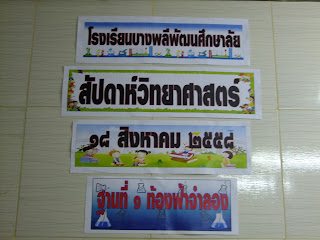 โรงเรียนบางพลีพัฒนศึกษาลัย
สัปดาห์วิทยาศาสตร์
๑๘ สิงหาคม ๒๕๕๘
ฐานที่ ๑ ท้องฟ้าจำลอง